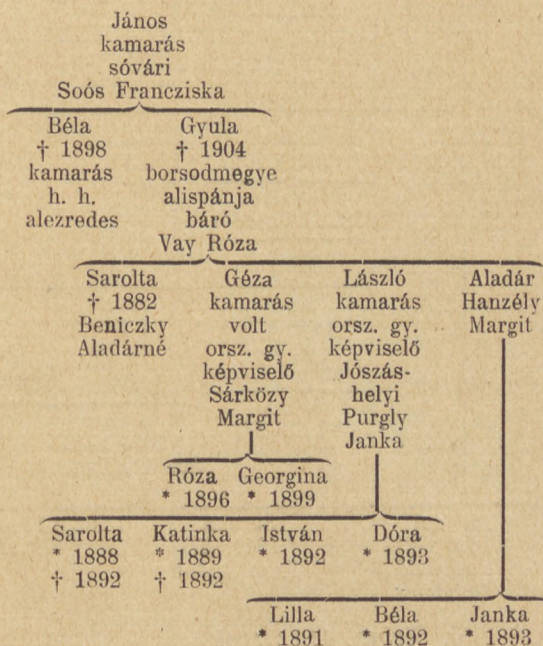 János
kamarás
sóvári
Soós Francziska
Béla Gyula
† 1898 † 1904
kamarás borsodmegye
h. h. alispánja
alezredes báró
Vay Róza
Sarolta Géza László Aladár
† 1882 kamarás kamarás Hanzély
Beniczky volt orsz. gy. Margit
Aladárné orsz. gy. képviselő
képviselő Jószás-
Sárközy helyi
Margit Purgly
Janka
Róza Georgina
* 1896 * 1899
Sarolta Katinka István Dóra
* 1888 * 1889 * 1892 * 1893
† 1892 † 1892
Lilla Béla Janka
* 1891 * 1892 * 1893